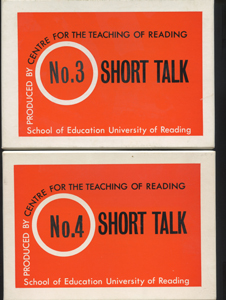 PRODUCED BY CENTRE FOR THE TEACHING OF READING
No.3 SHORT TALK
School of Education University of Reading
PRODUCED BY CENTRE FOR THE TEACHING OF READING
No.4 SHORT TALK
School of Education University of Reading